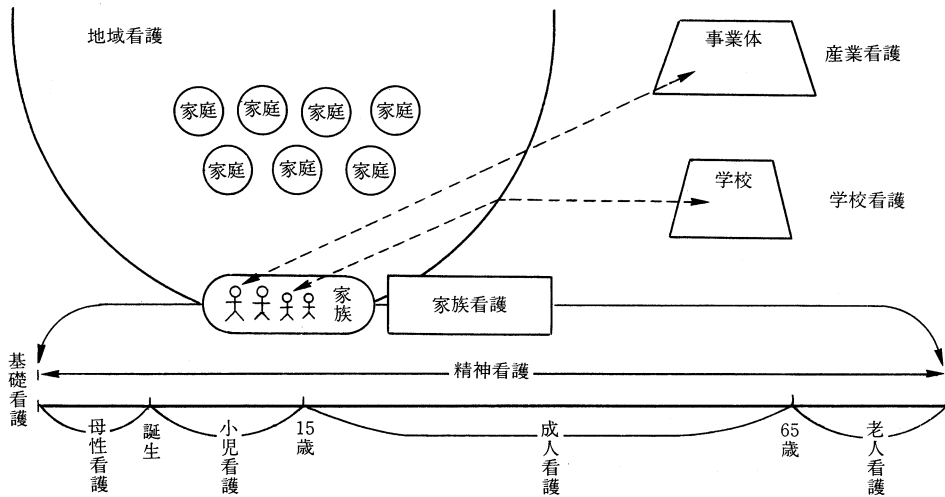 地域看護
事業体
産業看護
家庭 家庭 家庭 家庭
家庭 家庭 家庭
学校
学校看護
家族
家族看護
基礎看護
精神看護
母性看護
誕生
小児看護
15歳
成人看護
65歳
老人看護